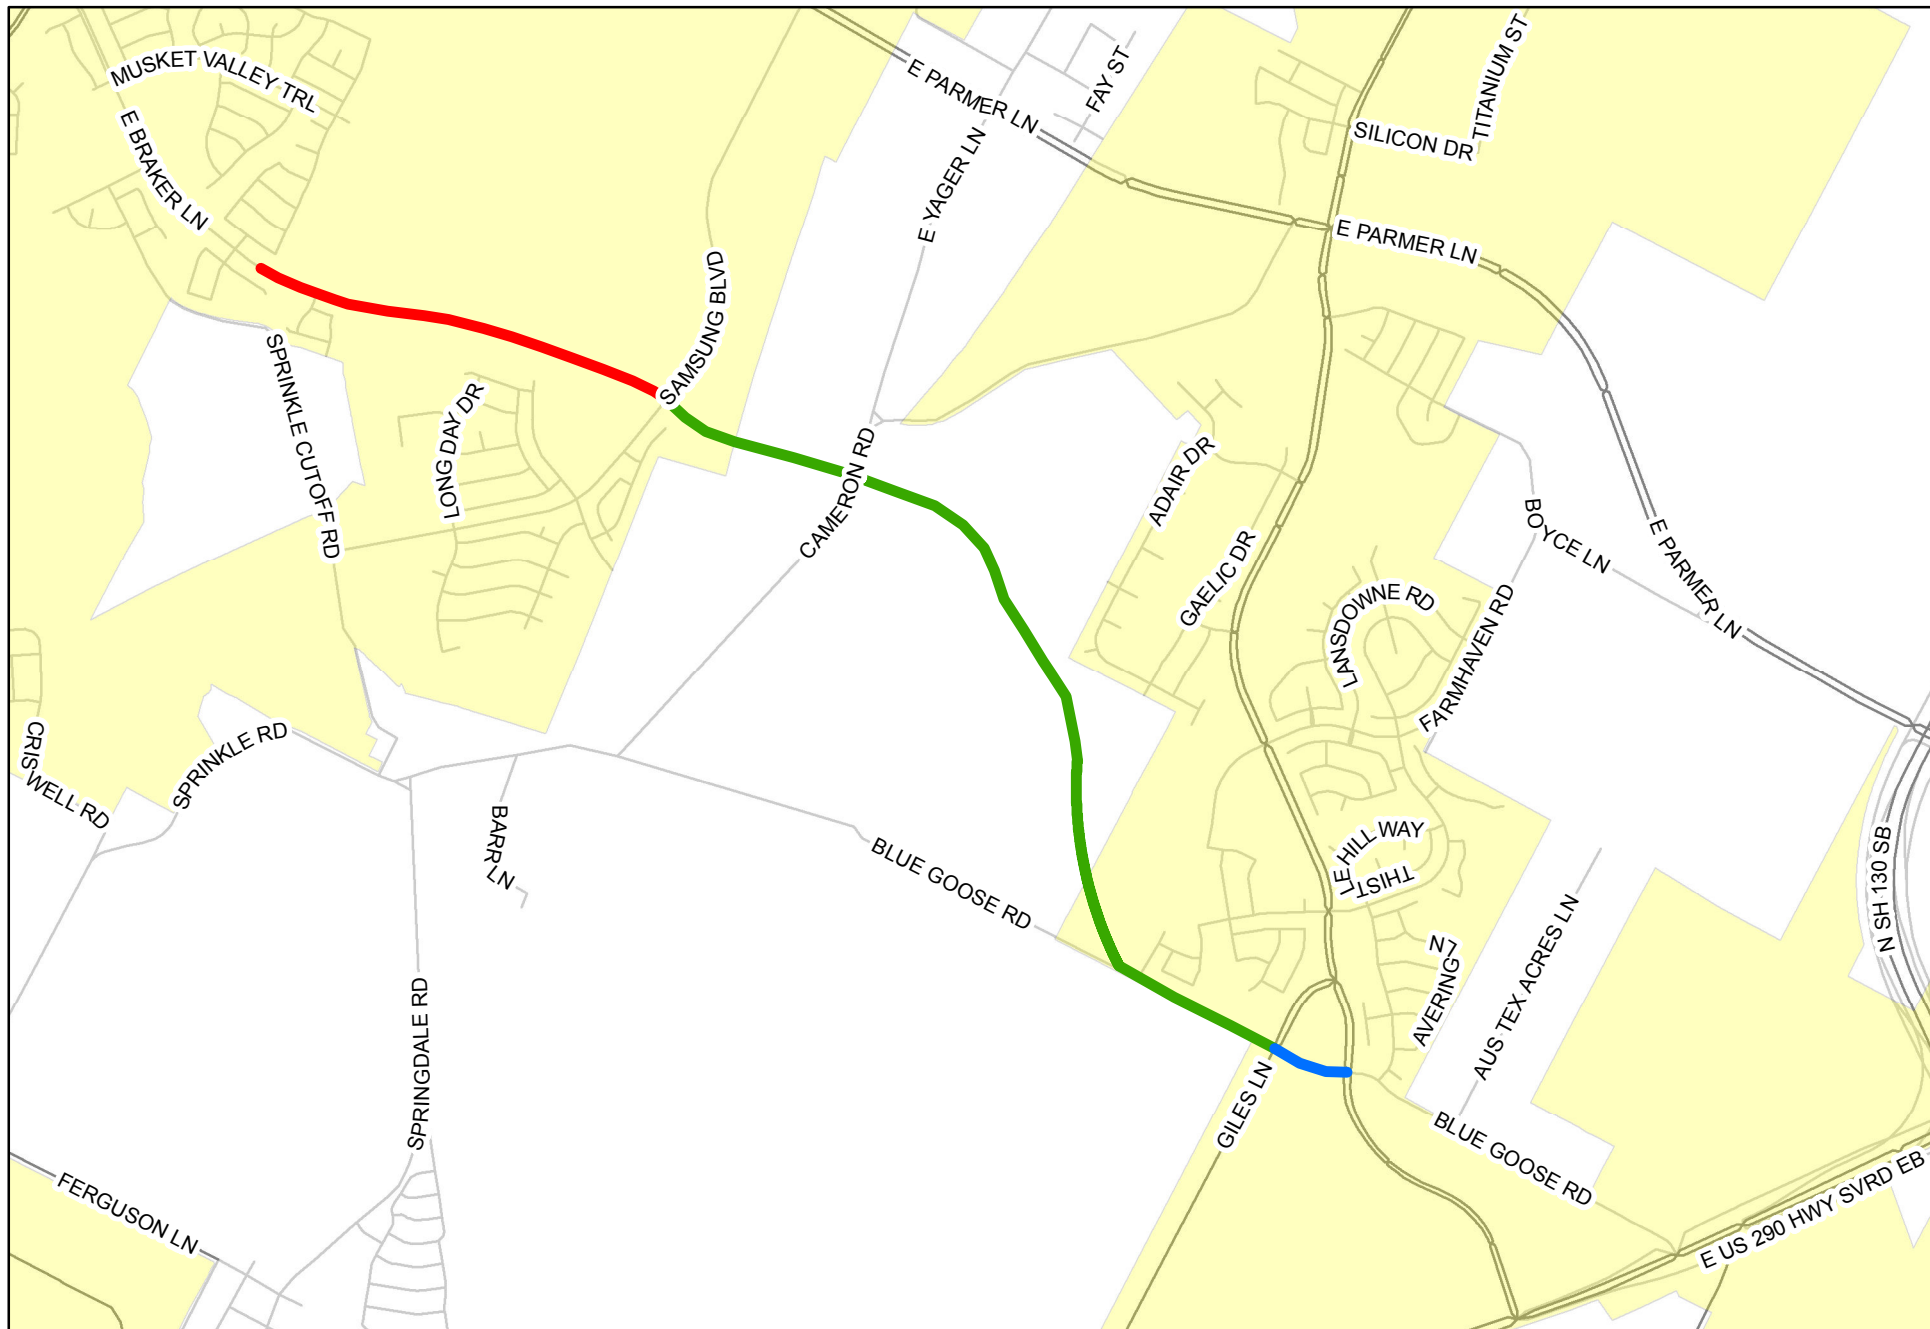 MUSKET VALLEY TRL
E BRAKER LN
E PARMER LN
FAY ST
TITANIUM ST
SILICON DR
E YAGER LN
E PARMER LN
SAMSUNG BLVD
SPRINKLE CUTOFF RD
LONG DAY DR
CAMERON RD
ADAIR DR
GAELIC DR
BOYCE LN
E PARMER LN
LANSDOWNE RD
FARMHAVEN RD
CRISWELL RD
SPRINKLE RD
BARR LN
BLUE GOOSE RD
THISTLE HILL WAY
N SH 130 SB
AVERING LN
AUS TEX ACRES LN
SPRINGDALE RD
GILES LN
BLUE GOOSE RD
FERGUSON LN
E US 290 HWY SVRD EB